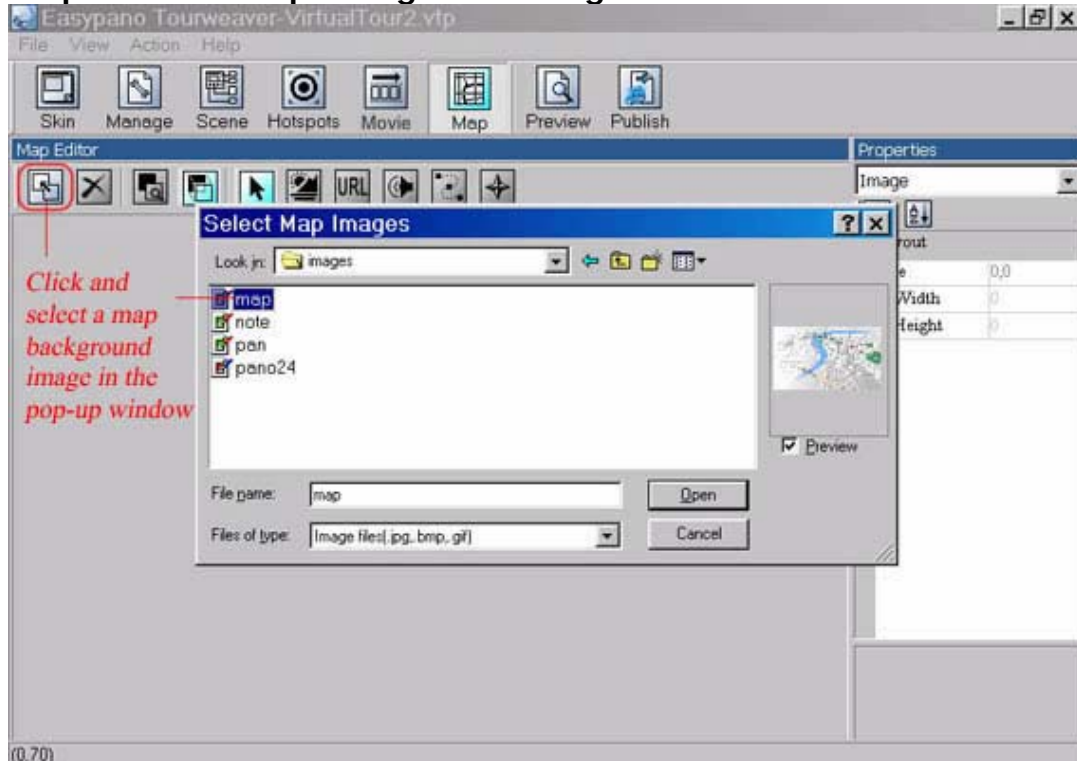 Easypano Tourweaver-VirtualTour2.vtp
File View Action Help
Skin Manage Scene Hotspots Movie Map Preview Publish
Map Editor
Properties
Image
URL
Select Map Images
Look in: images
map
note
pan
pano24
Preview
File name: map
Open
Files of type: Image files(.jpg,.bmp,.gif)
Cancel
Click and
select a map
background
image in the
pop-up window
rout
e 0,0
Width 0
Height 0
(0,70)